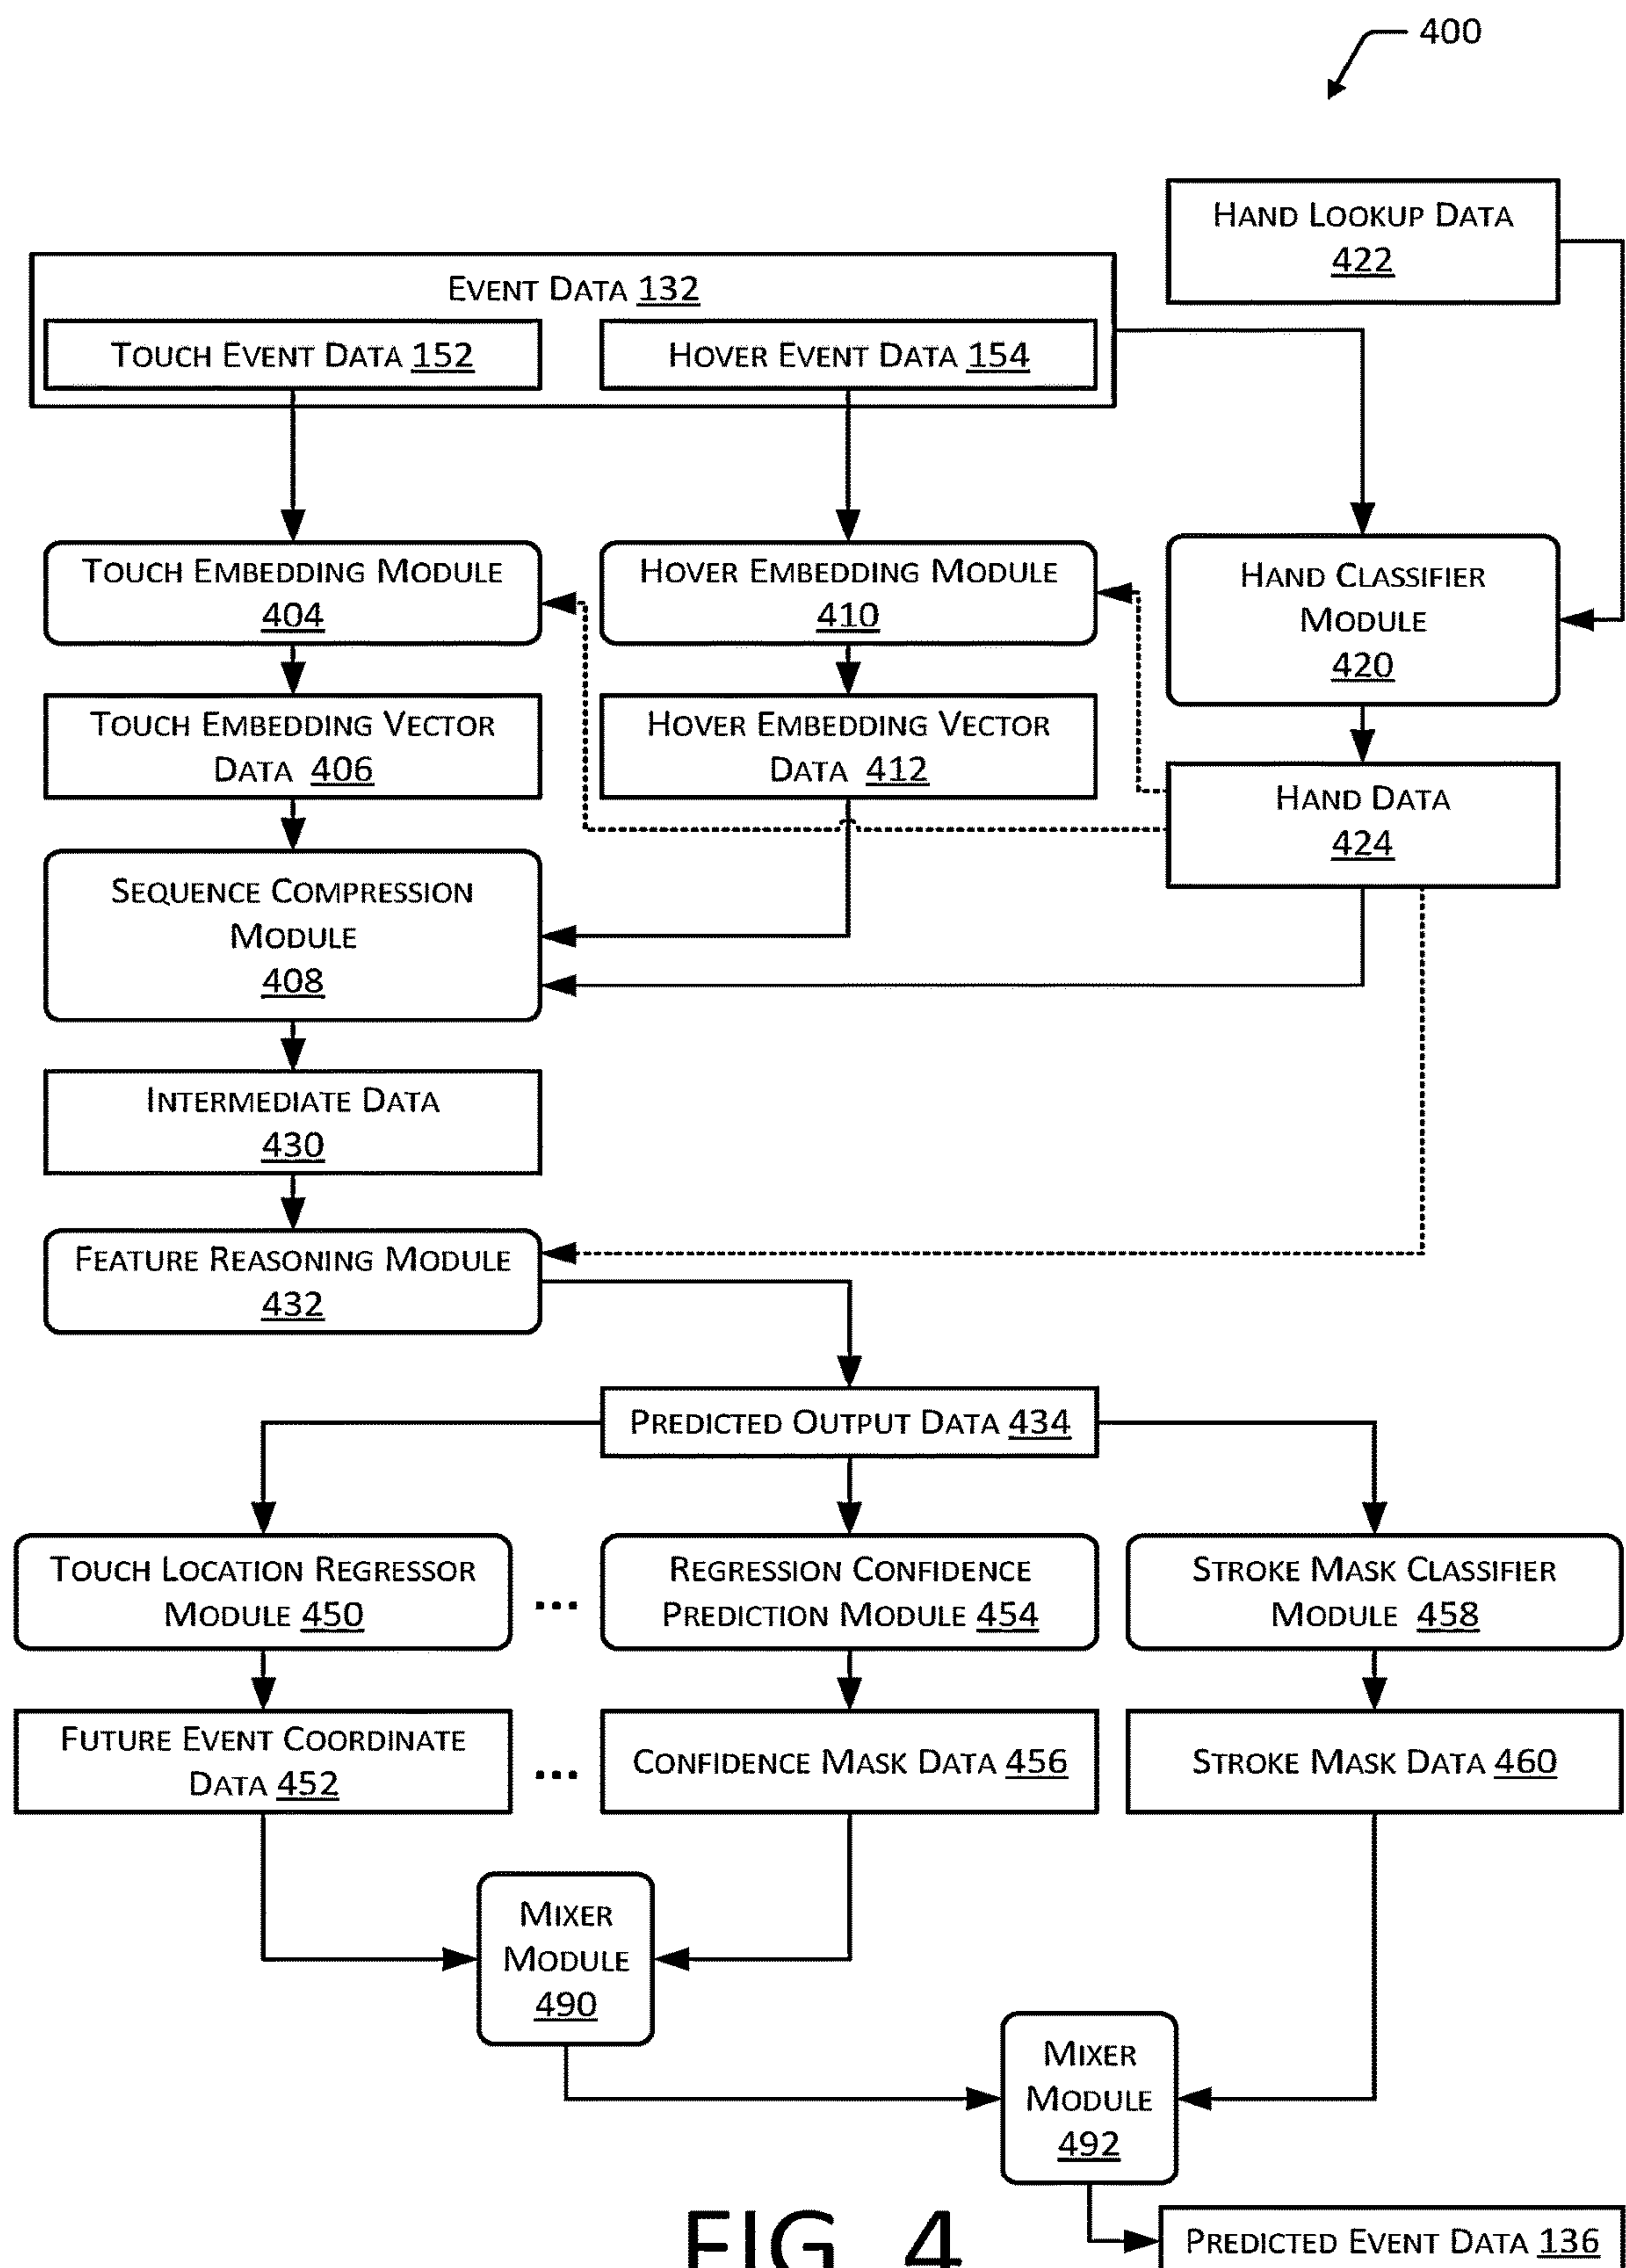 400
HAND LOOKUP DATA
422
EVENT DATA 132
TOUCH EVENT DATA 152
HOVER EVENT DATA 154
TOUCH EMBEDDING MODULE
404
HOVER EMBEDDING MODULE
410
HAND CLASSIFIER
MODULE
420
TOUCH EMBEDDING VECTOR
DATA 406
HOVER EMBEDDING VECTOR
DATA 412
HAND DATA
424
SEQUENCE COMPRESSION
MODULE
408
INTERMEDIATE DATA
430
FEATURE REASONING MODULE
432
PREDICTED OUTPUT DATA 434
TOUCH LOCATION REGRESSOR
MODULE 450
...
REGRESSION CONFIDENCE
PREDICTION MODULE 454
STROKE MASK CLASSIFIER
MODULE 458
FUTURE EVENT COORDINATE
DATA 452
...
CONFIDENCE MASK DATA 456
STROKE MASK DATA 460
MIXER
MODULE
490
MIXER
MODULE
492
PREDICTED EVENT DATA 136
FIG. 4